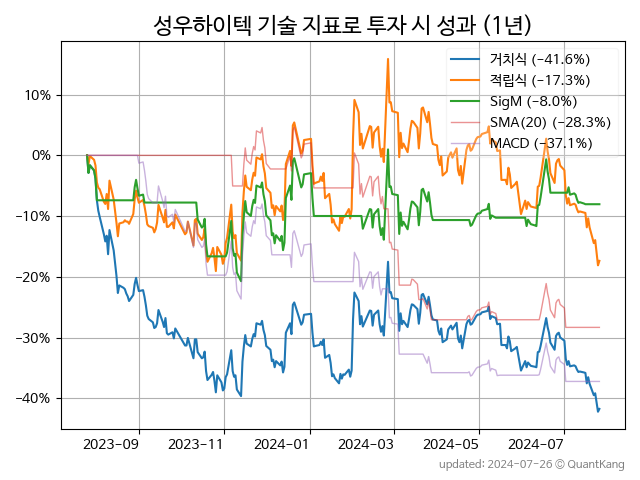 성우하이텍 기술 지표로 투자 시 성과 (1년)
거치식 (−41.6%)
적립식 (−17.3%)
SigM (−8.0%)
SMA(20) (−28.3%)
MACD (−37.1%)
10%
0%
−10%
−20%
−30%
−40%
2023-09
2023-11
2024-01
2024-03
2024-05
2024-07
updated: 2024-07-26 © QuantKang